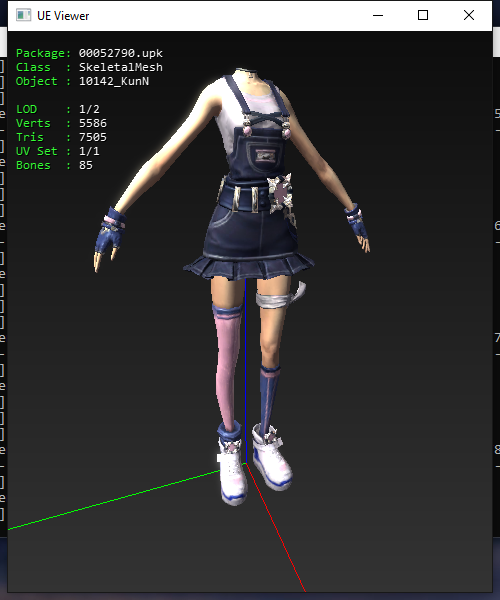 UE Viewer
Package: 00052790.upk
Class : SkeletalMesh
Object : 10142_KunN
LOD : 1/2
Verts : 5586
Tris : 7505
UV Set : 1/1
Bones : 85